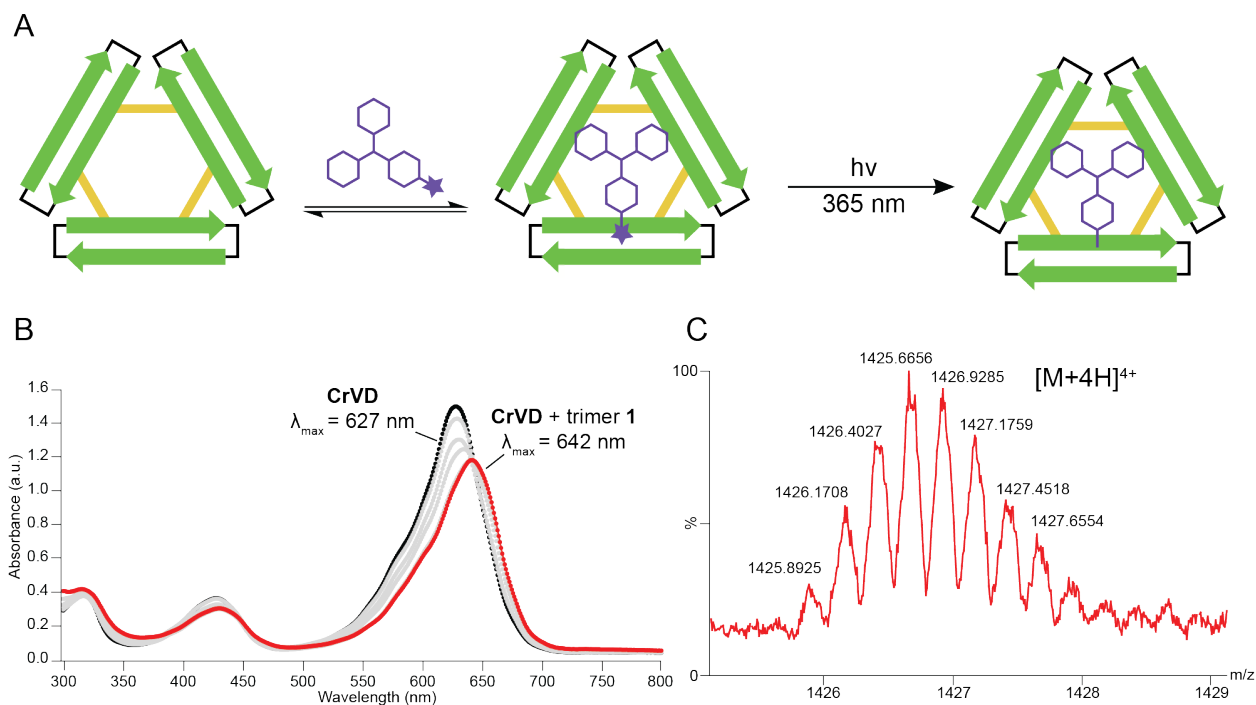 A
hν
365 nm
B
CrVD
λmax = 627 nm
CrVD + trimer 1
λmax = 642 nm
Absorbance (a.u.)
1.6
1.4
1.2
1.0
0.8
0.6
0.4
0.2
0.0
300 350 400 450 500 550 600 650 700 750 800
Wavelength (nm)
C
[M+4H]4+
100
%
0
1425.6656
1426.9285
1426.4027
1427.1759
1426.1708
1427.4518
1427.6554
1425.8925
1426 1427 1428 1429
m/z